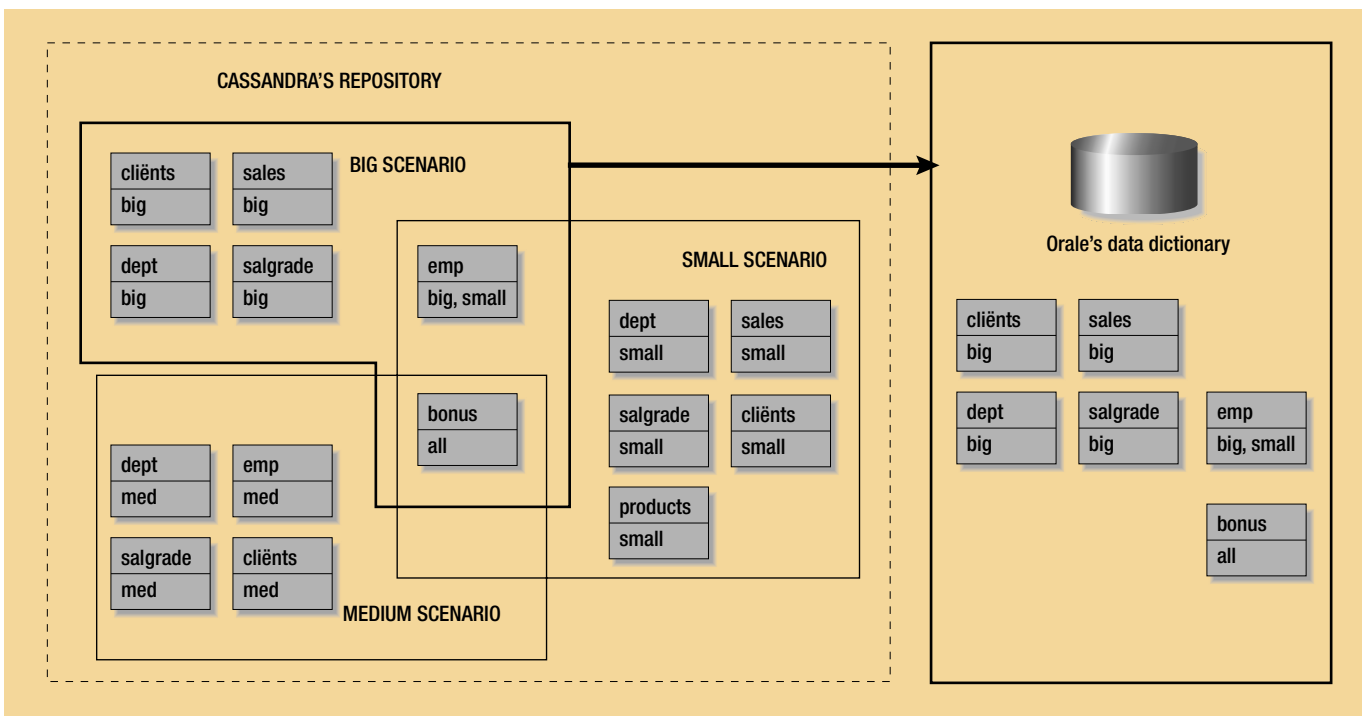 CASSANDRA'S REPOSITORY
BIG SCENARIO
cliënts
big
sales
big
dept
big
salgrade
big
emp
big, small
SMALL SCENARIO
dept
small
sales
small
salgrade
small
cliënts
small
products
small
bonus
all
dept
med
emp
med
salgrade
med
cliënts
med
MEDIUM SCENARIO
Orale's data dictionary
cliënts
big
sales
big
dept
big
salgrade
big
emp
big, small
bonus
all